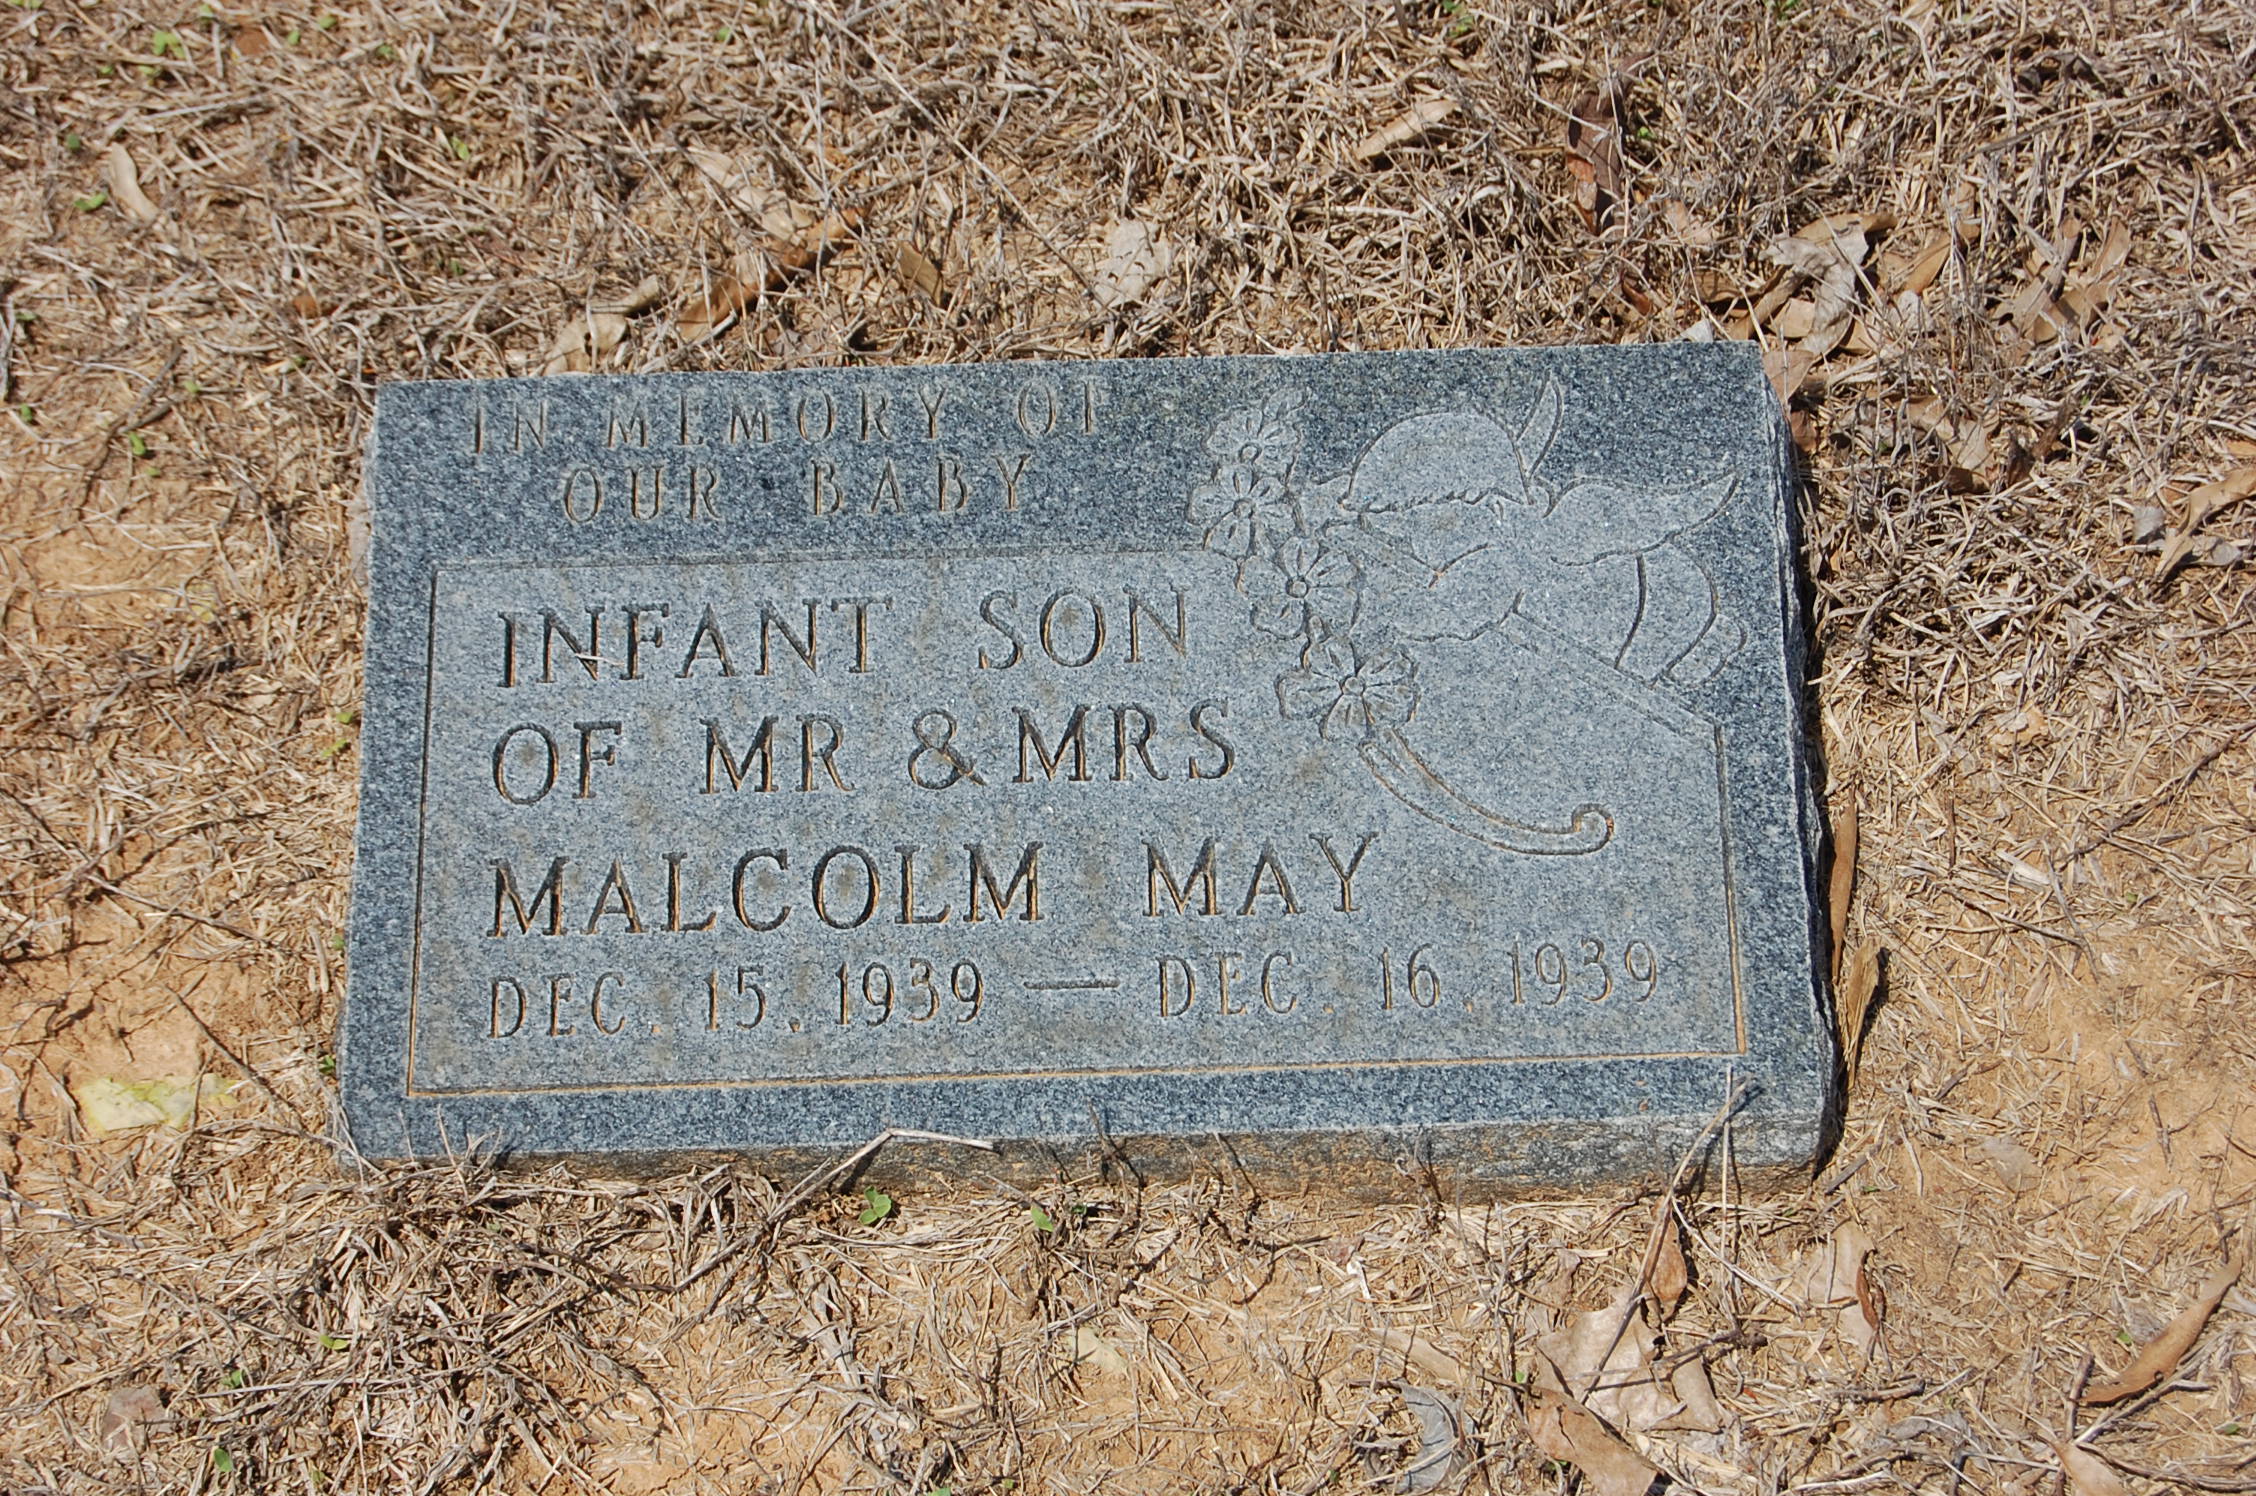 IN MEMORY OF
OUR BABY
INFANT SON
OF MR & MRS
MALCOLM MAY
DEC. 15. 1939 — DEC. 16. 1939